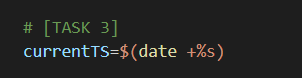 # [TASK 3]
currentTS=$(date +%s)